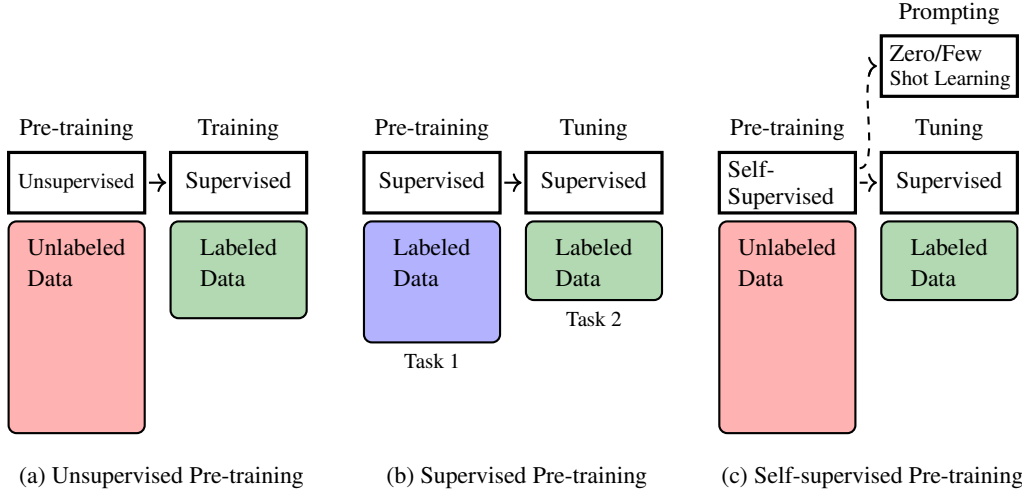 Pre-training
Training
Unsupervised
Supervised
Unlabeled
Data
Labeled
Data
(a) Unsupervised Pre-training
Pre-training
Tuning
Supervised
Supervised
Labeled
Data
Labeled
Data
Task 1
Task 2
(b) Supervised Pre-training
Prompting
Zero/Few
Shot Learning
Pre-training
Tuning
Self-
Supervised
Supervised
Unlabeled
Data
Labeled
Data
(c) Self-supervised Pre-training